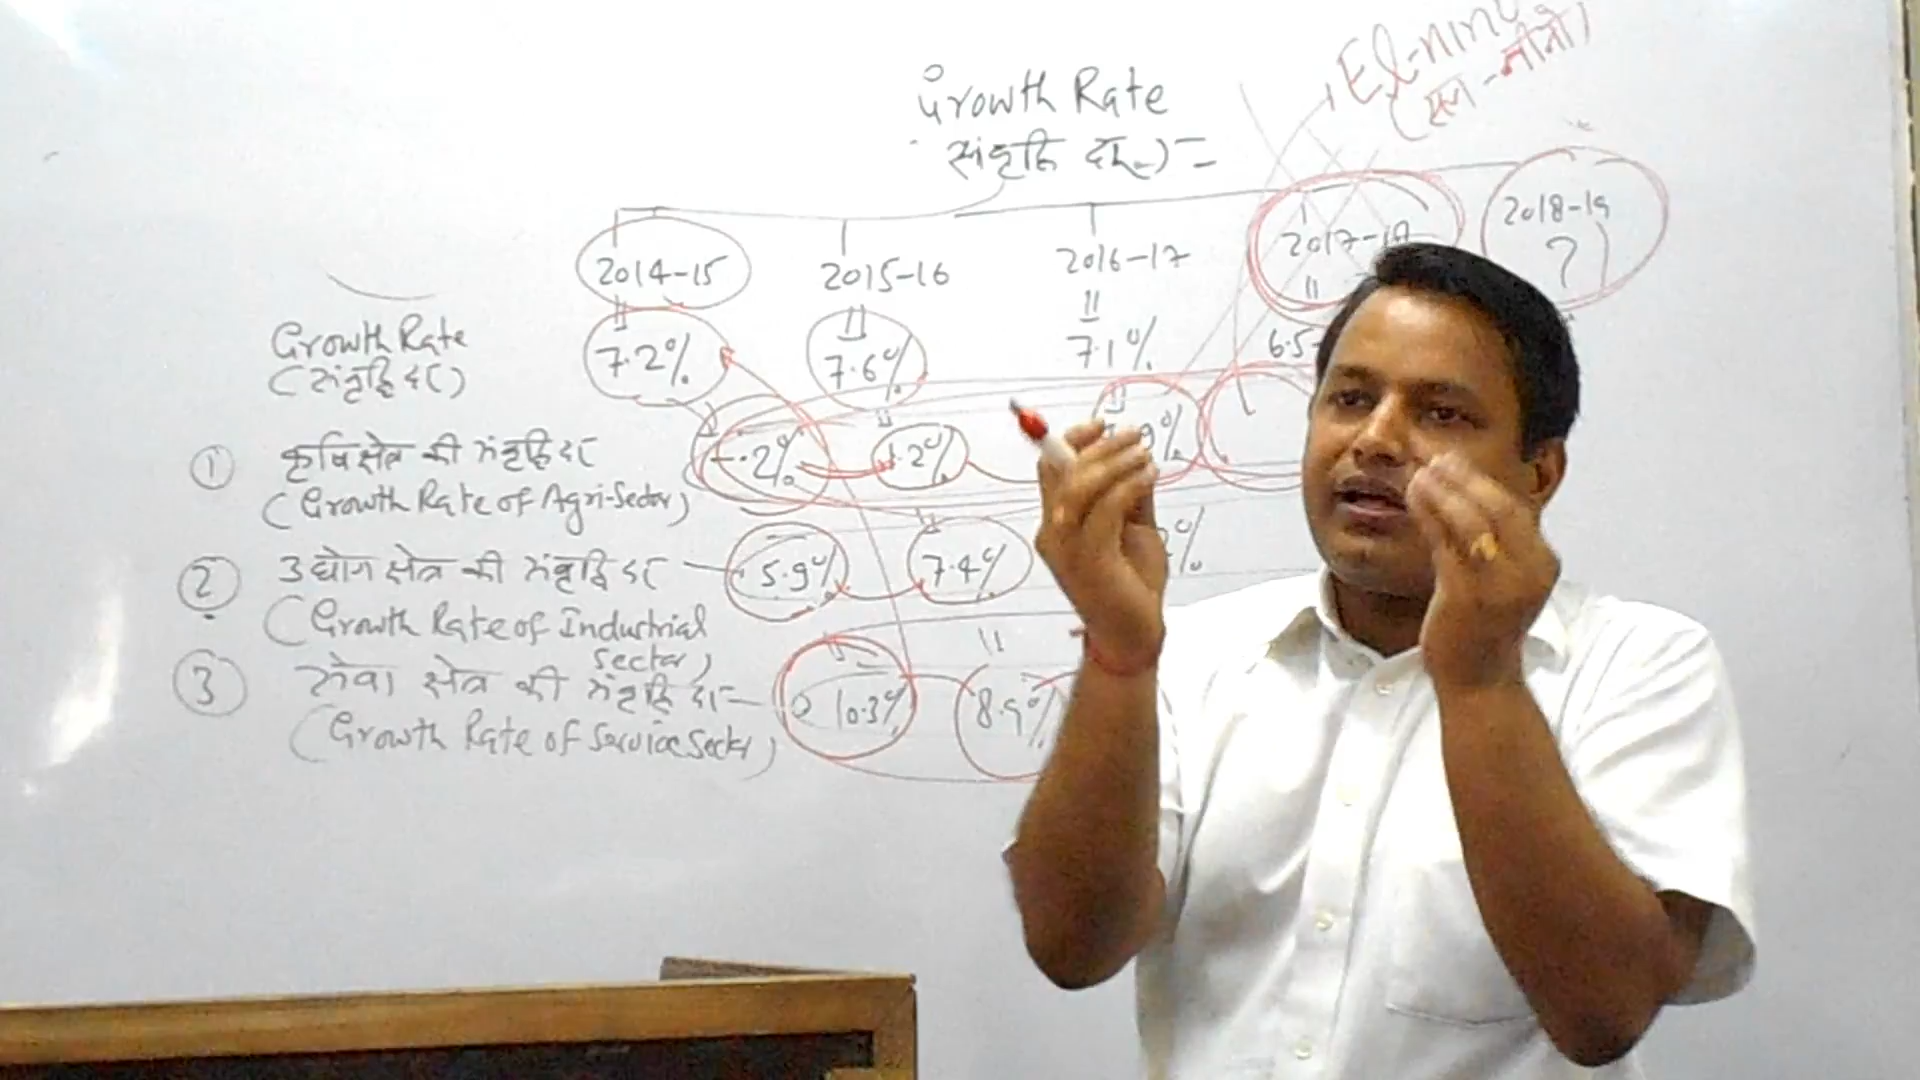 El-nino
(एल-नीनो)
Growth Rate
संवृद्धि दर =
2014-15 2015-16 2016-17 2017-18 2018-19
?
Growth Rate 7.2% 7.6% 7.1% 6.5
(संवृद्धि दर)
① कृषि क्षेत्र की संवृद्धि दर -.2% 1.2% 9%
(Growth Rate of Agri-Sector)
② उद्योग क्षेत्र की संवृद्धि दर 5.9% 7.4% 2%
(Growth Rate of Industrial
Sector)
③ सेवा क्षेत्र की संवृद्धि दर 10.3% 8.9%
(Growth Rate of Service Sector)